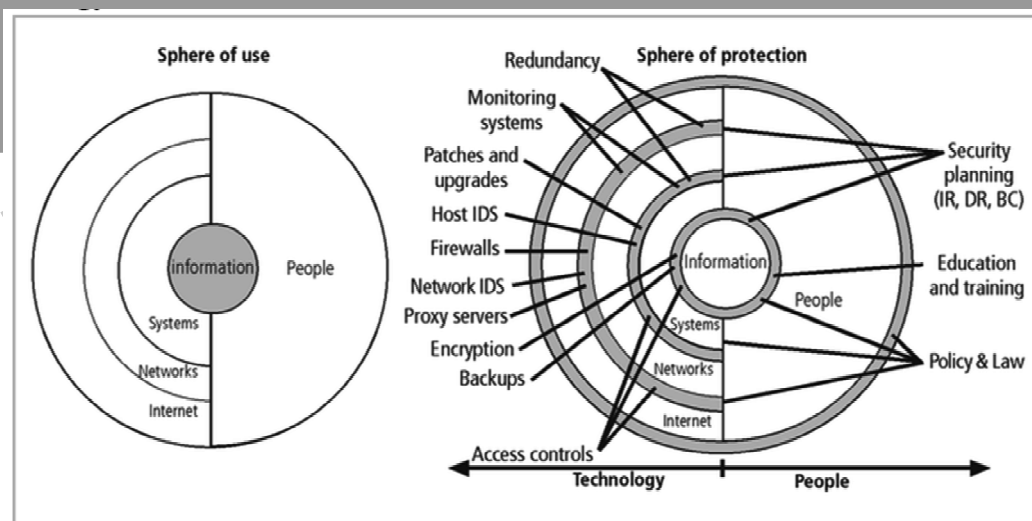 Sphere of use
information
People
Systems
Networks
Internet
Sphere of protection
Redundancy
Monitoring
systems
Patches and
upgrades
Host IDS
Firewalls
Network IDS
Proxy servers
Encryption
Backups
Access controls
Information
People
Systems
Networks
Internet
Security
planning
(IR, DR, BC)
Education
and training
Policy & Law
Technology
People